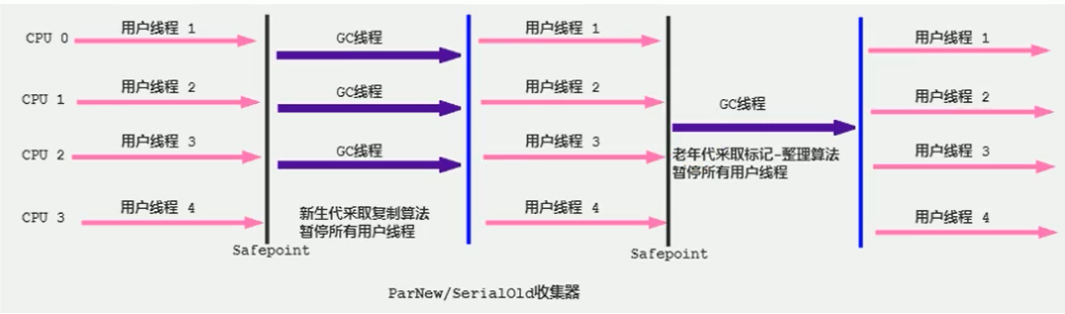 CPU 0 用户线程 1 GC线程 用户线程 1 用户线程 1
CPU 1 用户线程 2 GC线程 用户线程 2 GC线程 用户线程 2
CPU 2 用户线程 3 GC线程 用户线程 3 用户线程 3
老年代采取标记-整理算法
暂停所有用户线程
CPU 3 用户线程 4 用户线程 4 用户线程 4
新生代采取复制算法
暂停所有用户线程
Safepoint Safepoint
ParNew/SerialOld收集器